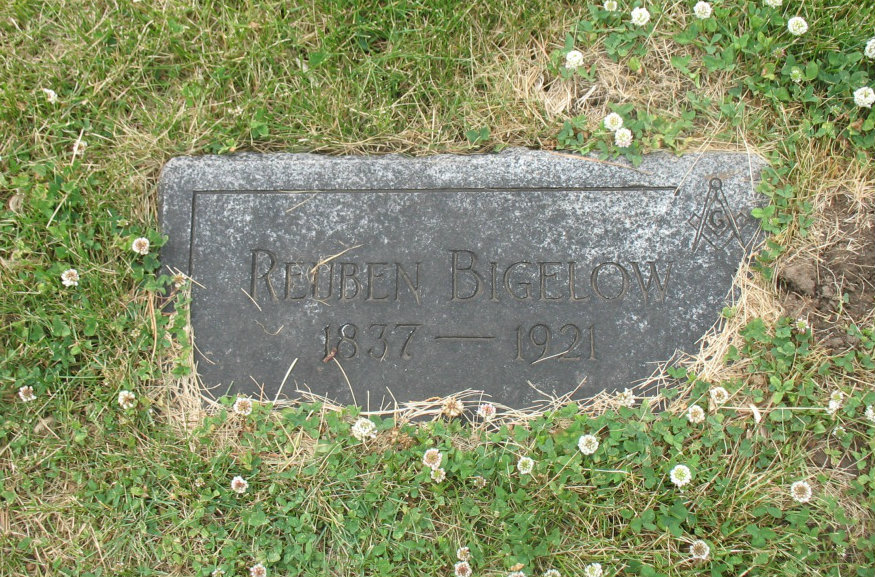 G
REUBEN BIGELOW
1837 — 1921